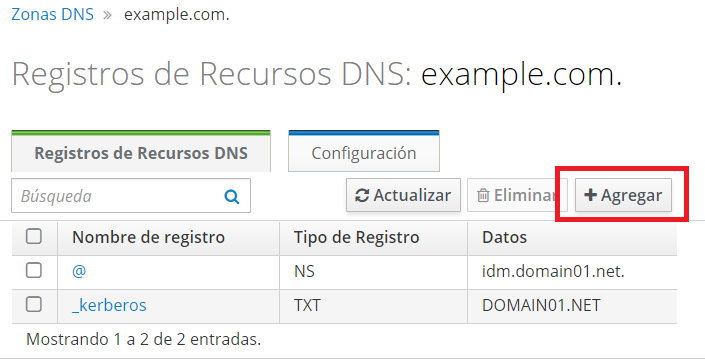 Zonas DNS » example.com.
Registros de Recursos DNS: example.com.
Registros de Recursos DNS Configuración
Búsqueda Actualizar Eliminar Agregar
Nombre de registro Tipo de Registro Datos
@ NS idm.domain01.net.
_kerberos TXT DOMAIN01.NET
Mostrando 1 a 2 de 2 entradas.